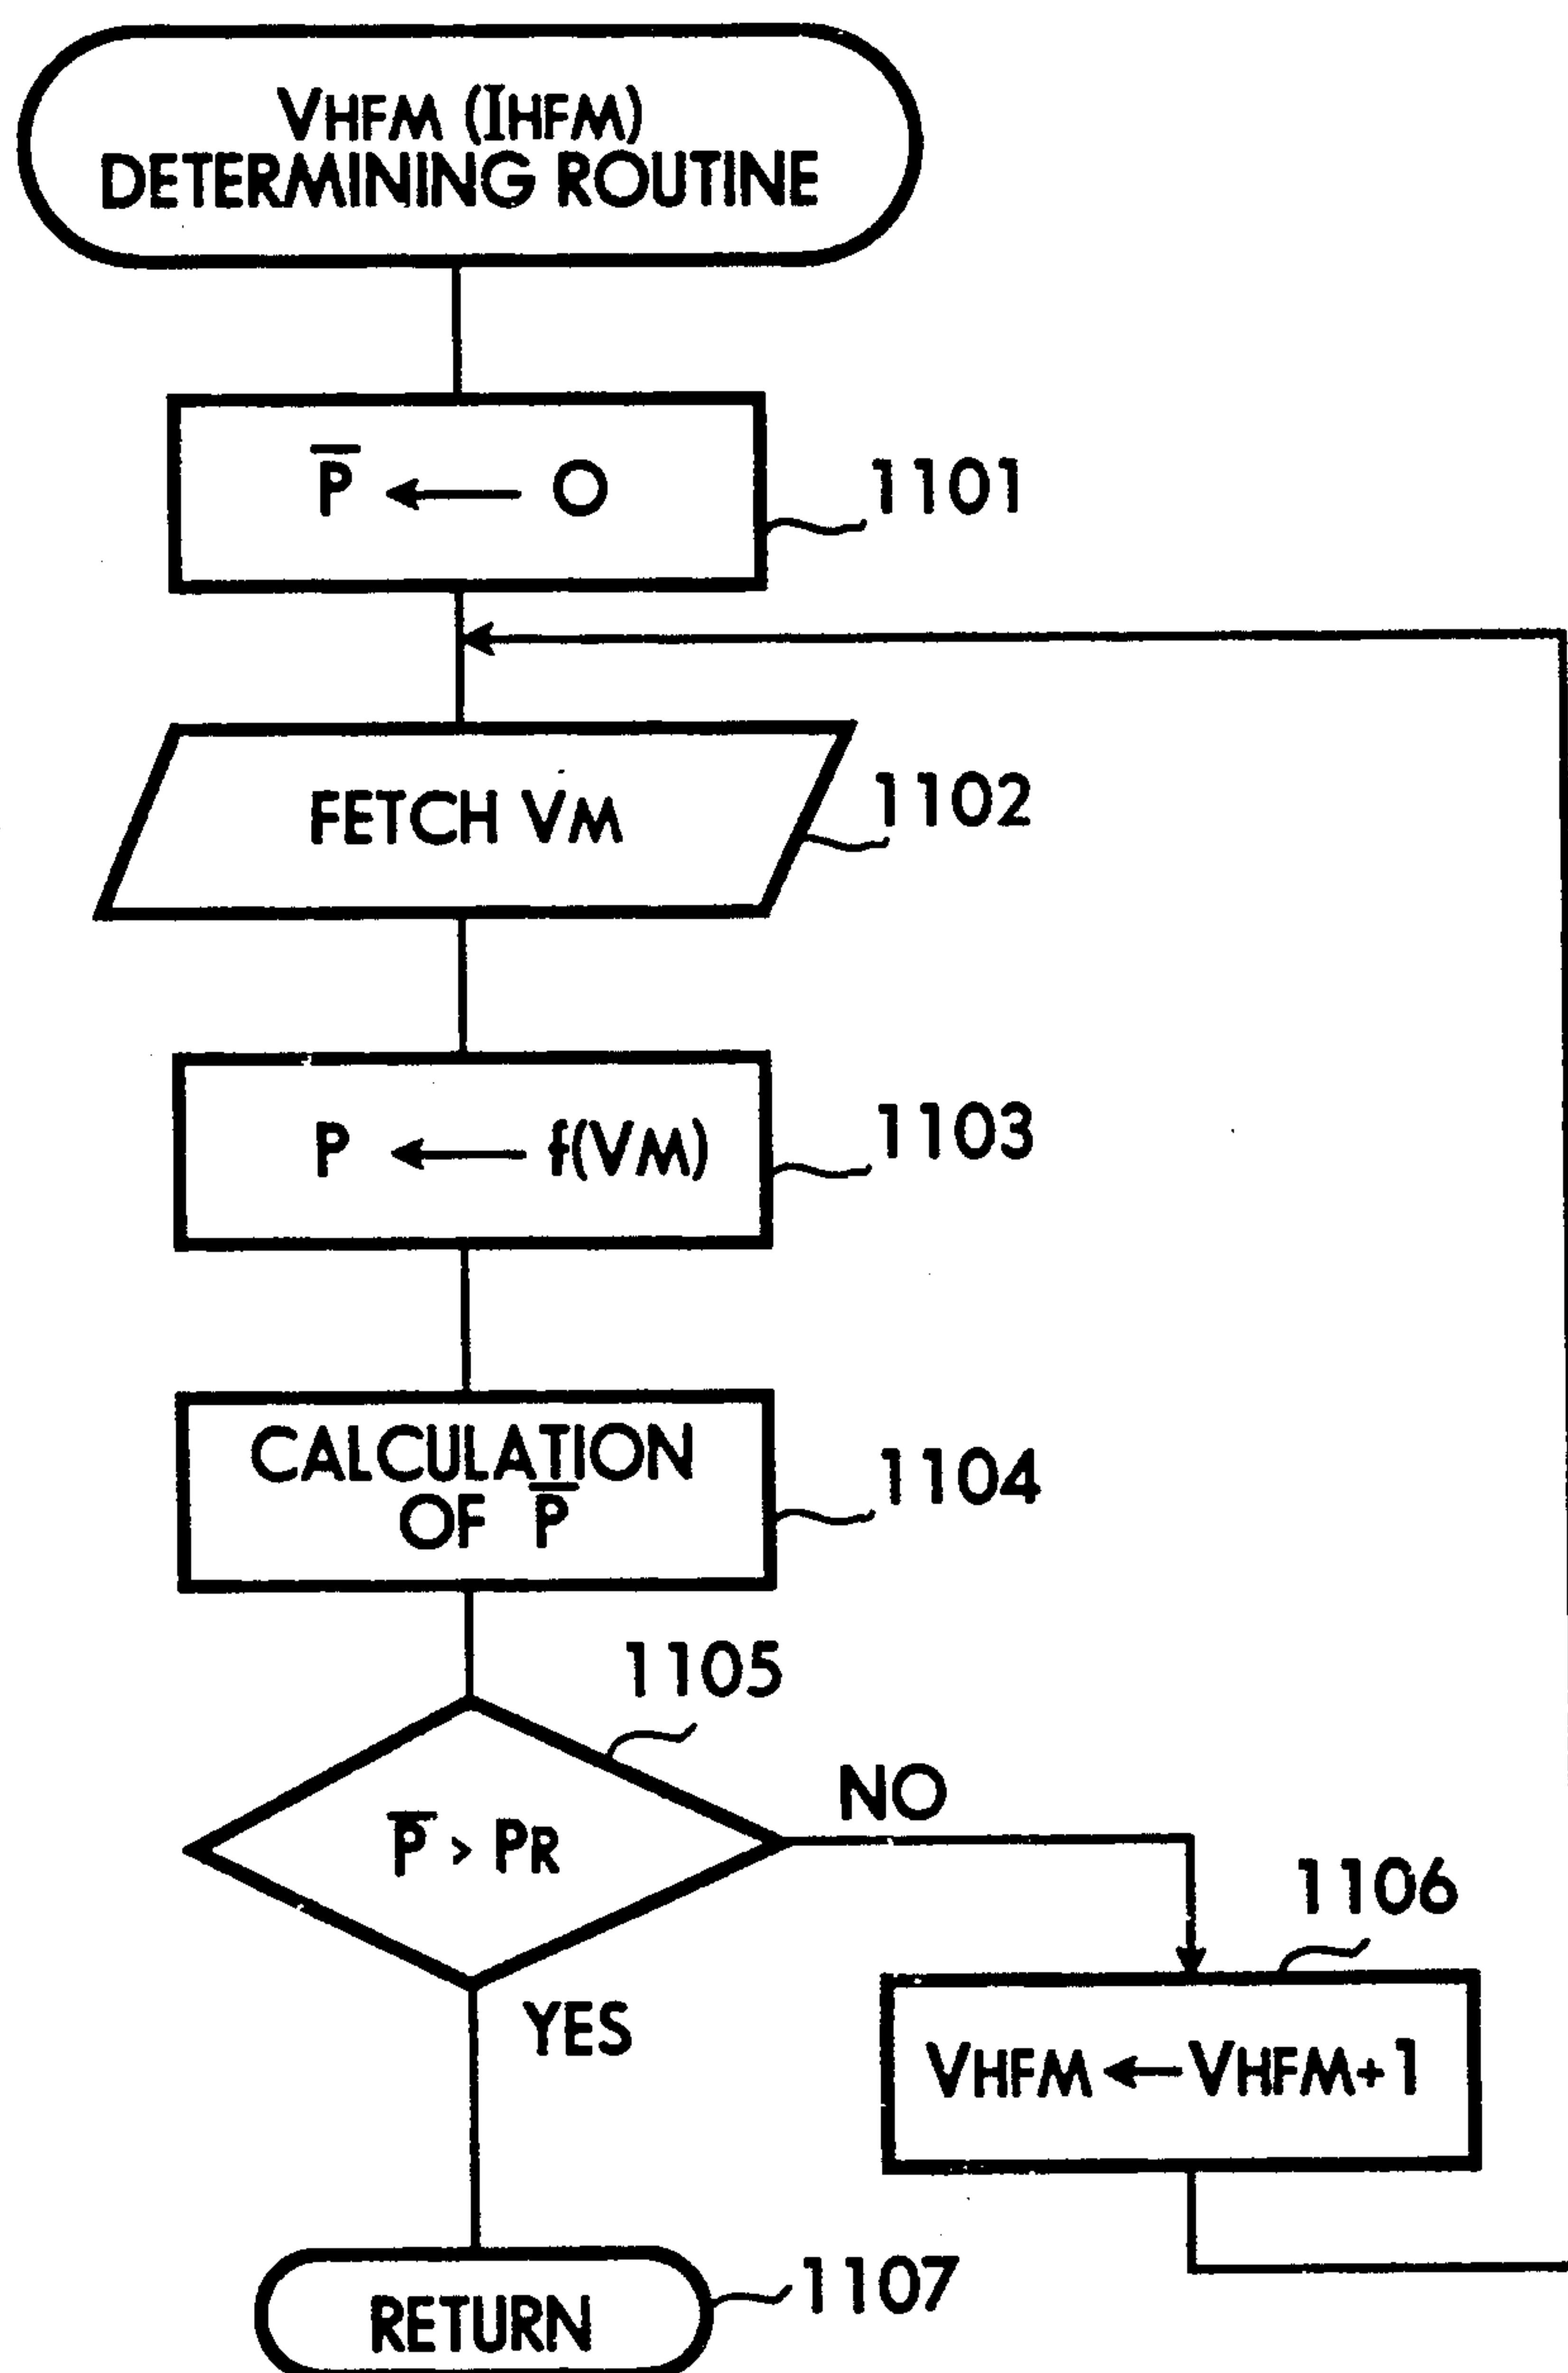 VHFM (IHFM)
DETERMINING ROUTINE
P̅ ← O
1101
FETCH VM
1102
P ← f(VM)
1103
CALCULATION
OF P̅
1104
1105
P̅ > PR
NO
YES
1106
VHFM ← VHFM+1
RETURN
1107